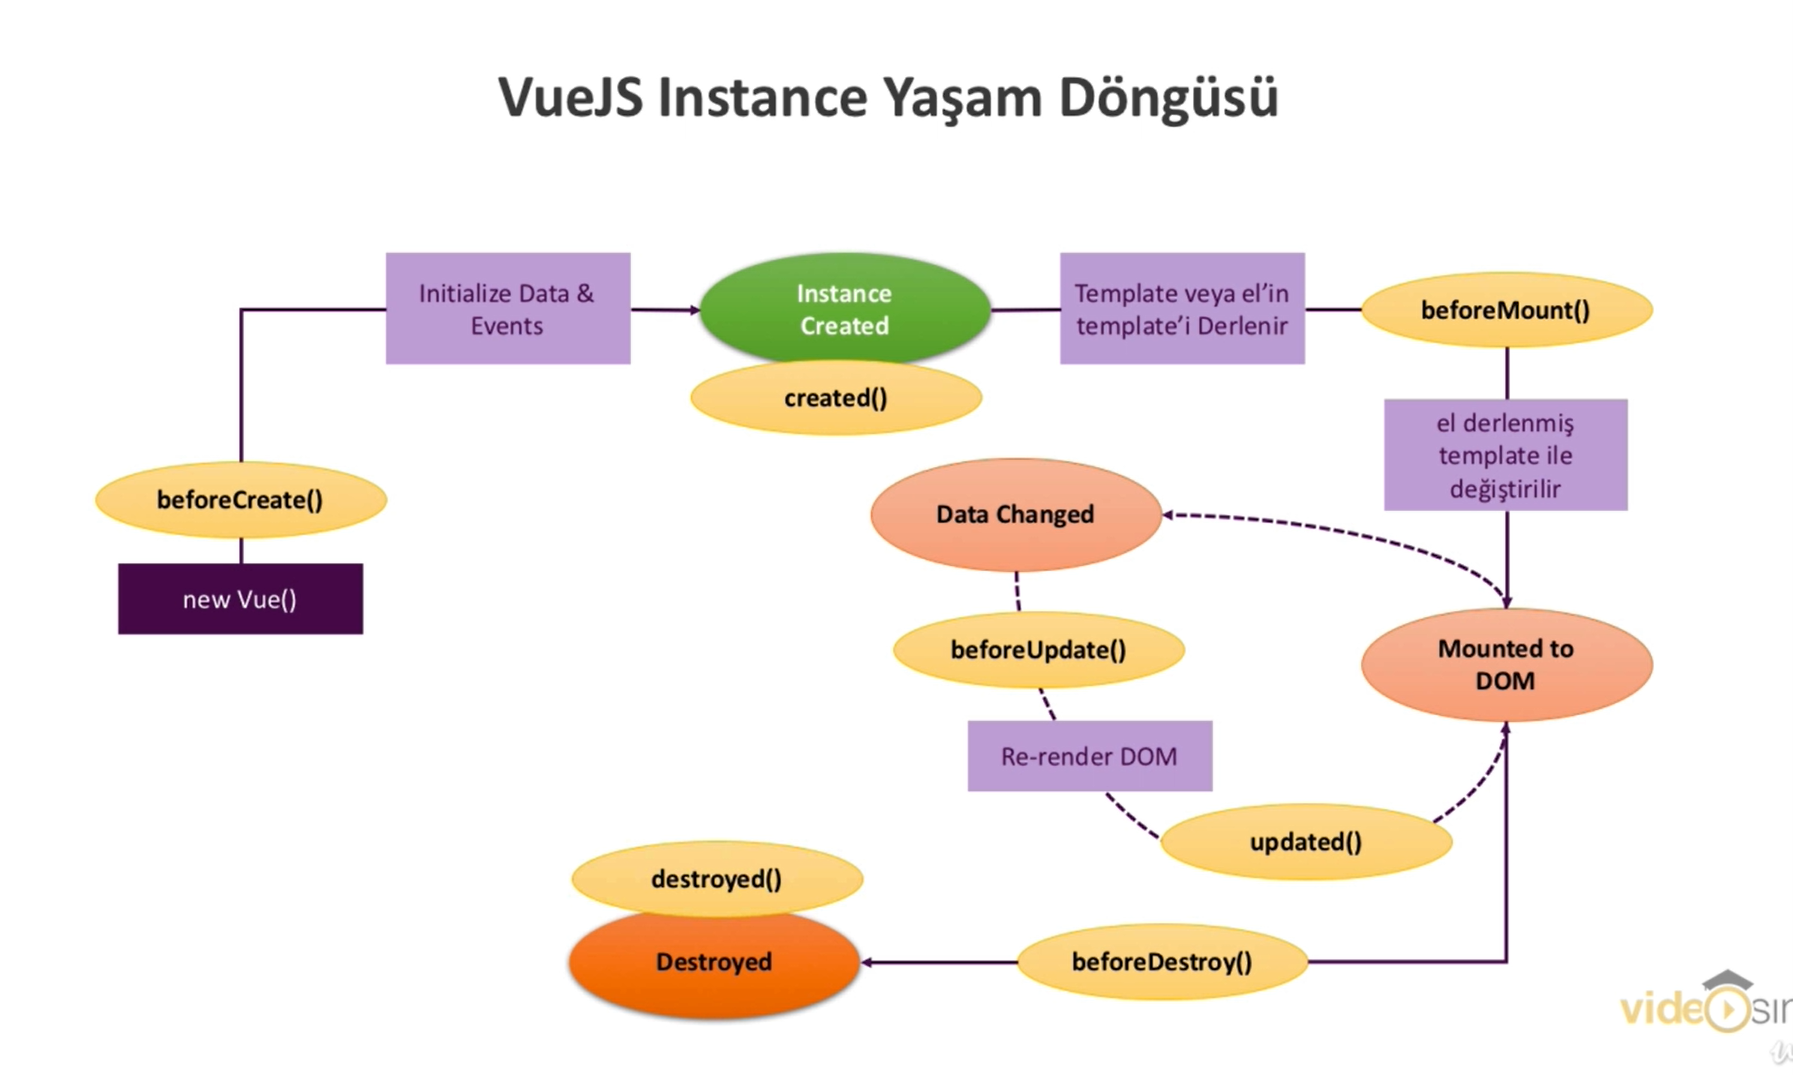 VueJS Instance Yaşam Döngüsü
Initialize Data &
Events
Instance
Created
created()
Template veya el’in
template’i Derlenir
beforeMount()
el derlenmiş
template ile
değiştirilir
beforeCreate()
new Vue()
Data Changed
beforeUpdate()
Re-render DOM
updated()
Mounted to
DOM
destroyed()
Destroyed
beforeDestroy()